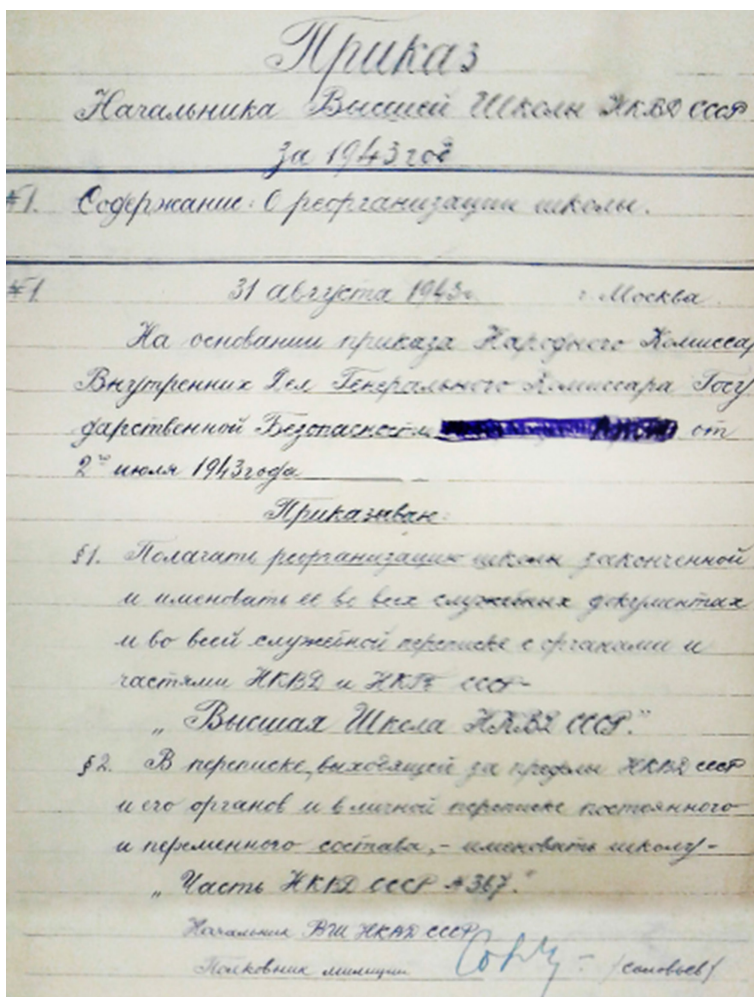 Приказ
Начальника Высшей Школы НКВД СССР
за 1943 год
№1. Содержание: О реорганизации школы.
№1 31 августа 1943г. г. Москва.
На основании приказа Народного Комиссар
Внутренних Дел Генерального Комиссара Госу
дарственной Безопасности от
2го июля 1943 года
Приказываю:
§1. Полагать реорганизацию школы законченной
и именовать ее во всех служебных документах
и во всей служебной переписке с органами и
частями НКВД и НКГБ СССР –
„Высшая Школа НКВД СССР."
§2. В переписке, выходящей за пределы НКВД СССР
и его органов и в личной переписке постоянного
и переменного состава, – именовать школу –
„Часть НКВД СССР №367."
Начальник ВШ НКВД СССР
Полковник милиции – /Соловьев/